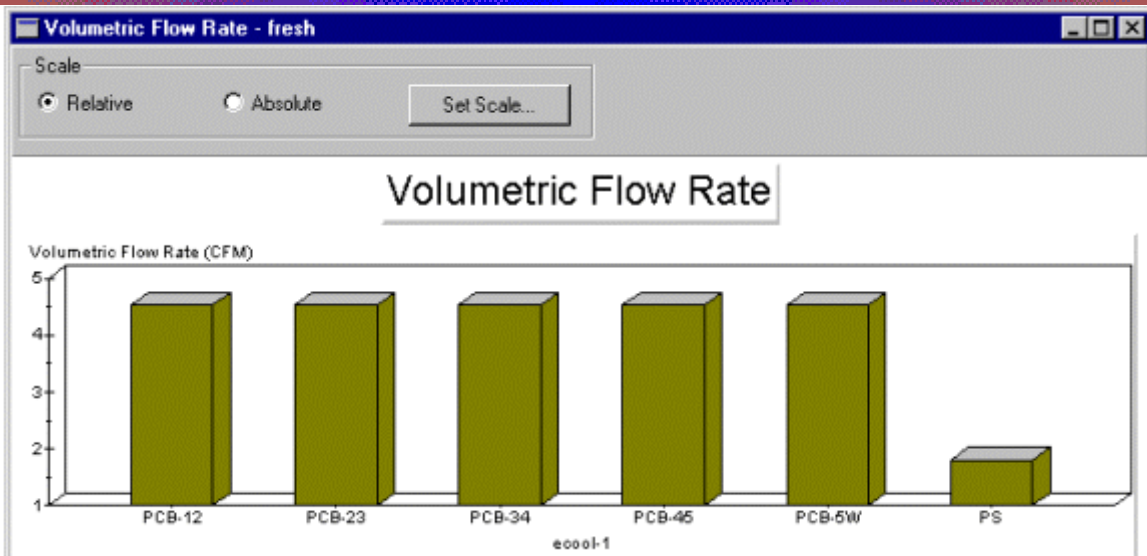 Volumetric Flow Rate - fresh
Scale
Relative Absolute Set Scale...
Volumetric Flow Rate
Volumetric Flow Rate (CFM)
5
4
3
2
1
PCB-12 PCB-23 PCB-34 PCB-45 PCB-5W PS
ecool-1